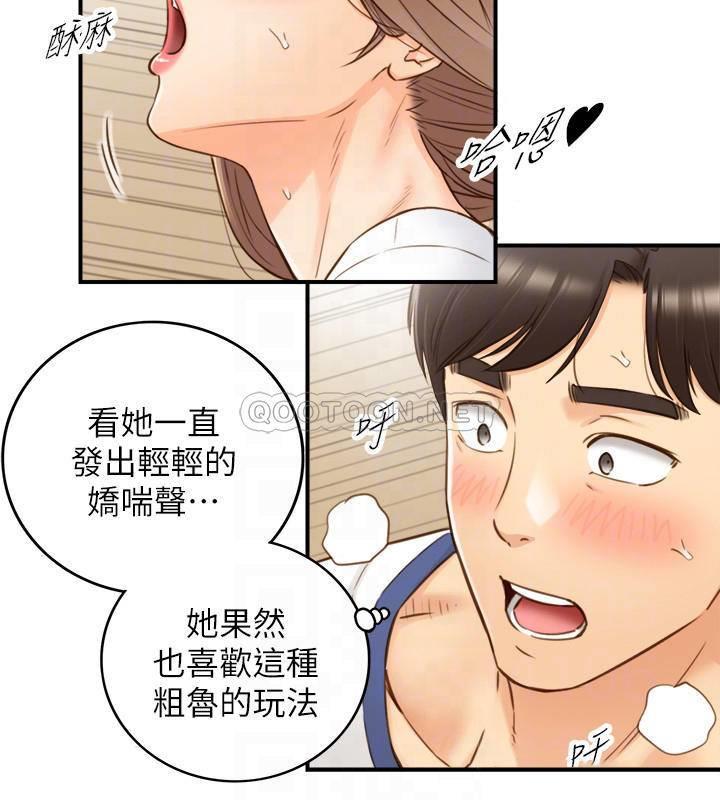 酥麻
哈嗯♥
看她一直
發出輕輕的
嬌喘聲…
QOOTOON.NET
呼
她果然
也喜歡這種
粗魯的玩法
吁